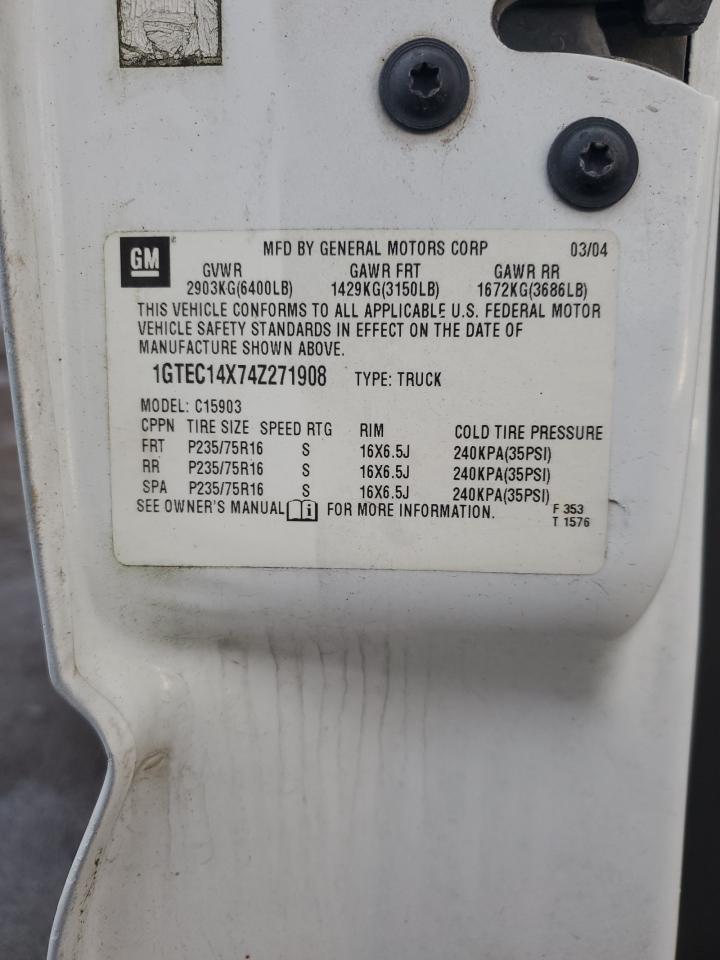 GM® MFD BY GENERAL MOTORS CORP 03/04
GVWR GAWR FRT GAWR RR
2903KG(6400LB) 1429KG(3150LB) 1672KG(3686LB)
THIS VEHICLE CONFORMS TO ALL APPLICABLE U.S. FEDERAL MOTOR
VEHICLE SAFETY STANDARDS IN EFFECT ON THE DATE OF
MANUFACTURE SHOWN ABOVE.
1GTEC14X74Z271908 TYPE: TRUCK
MODEL: C15903
CPPN TIRE SIZE SPEED RTG RIM COLD TIRE PRESSURE
FRT P235/75R16 S 16X6.5J 240KPA(35PSI)
RR P235/75R16 S 16X6.5J 240KPA(35PSI)
SPA P235/75R16 S 16X6.5J 240KPA(35PSI)
SEE OWNER'S MANUAL i FOR MORE INFORMATION.
F 353
T 1576